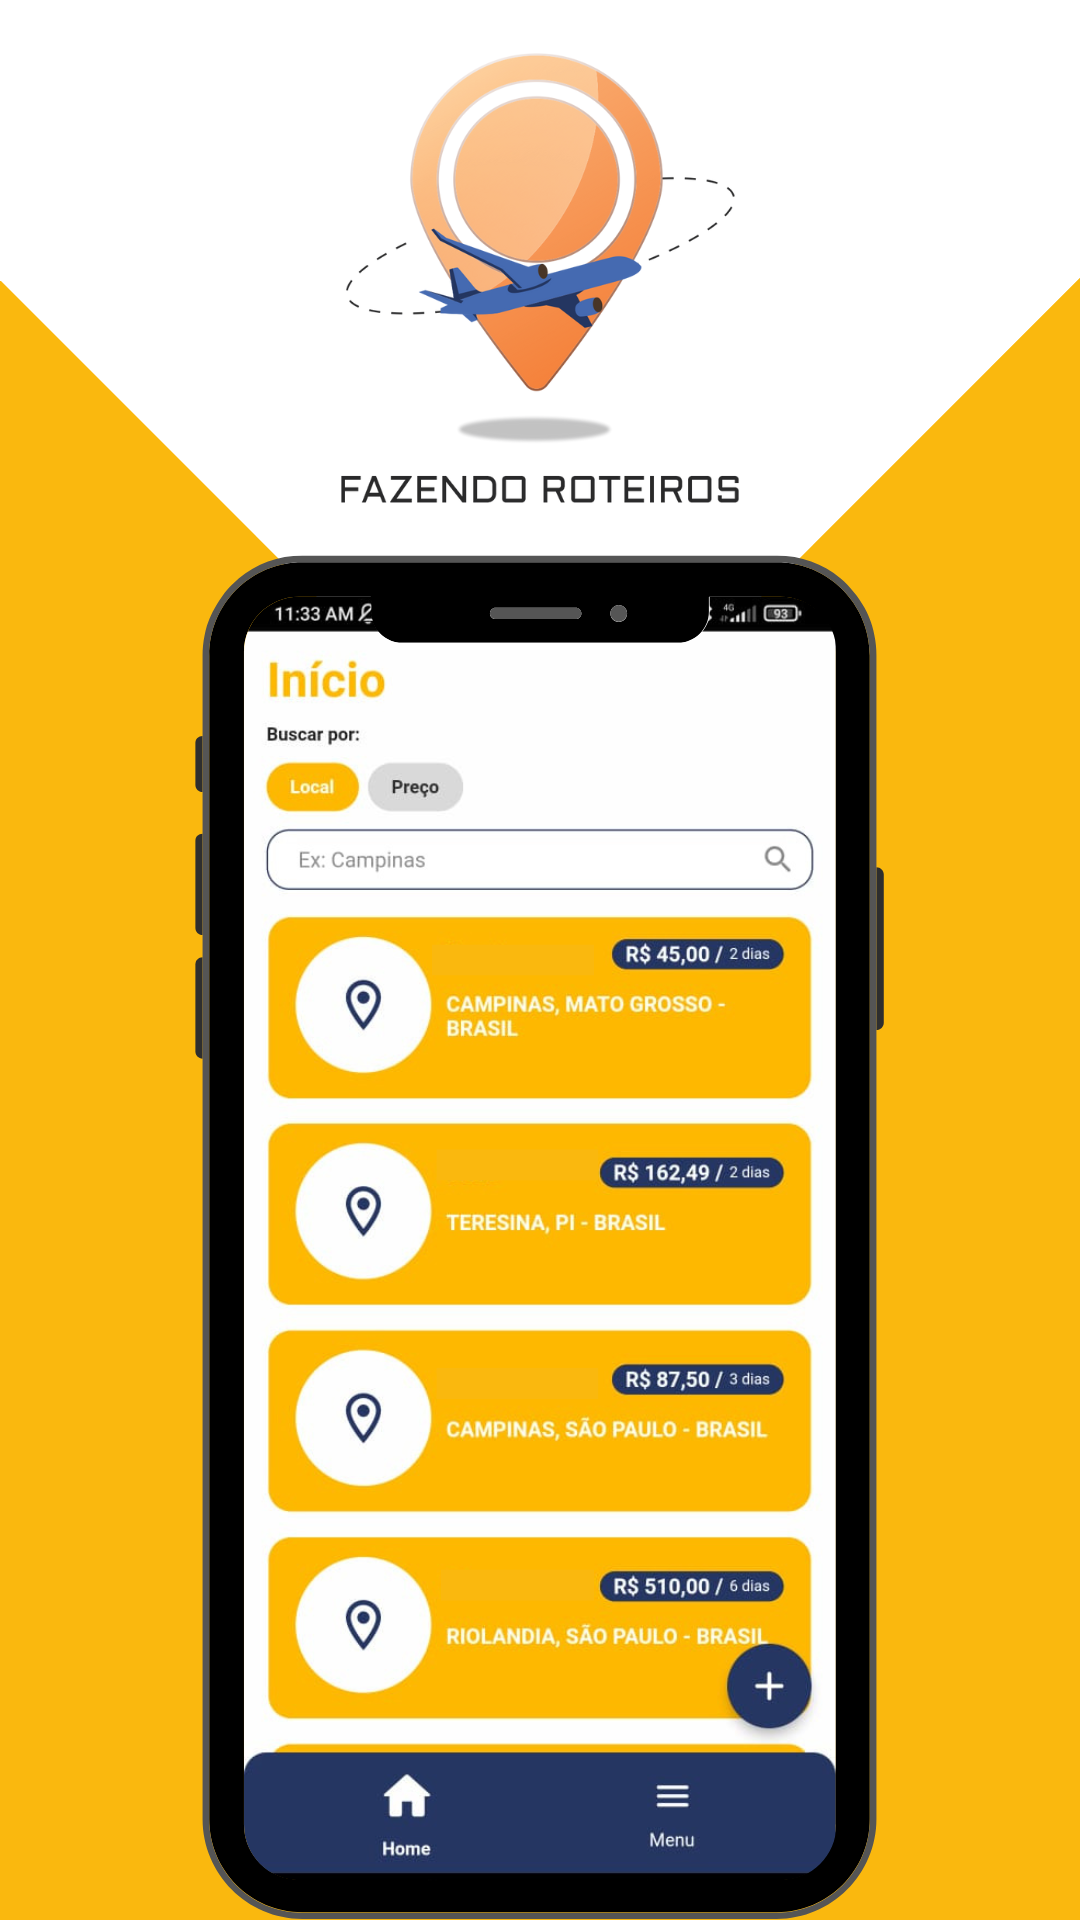 FAZENDO ROTEIROS
11:33 AM
4G
93
Início
Buscar por:
Local
Preço
Ex: Campinas
R$ 45,00 / 2 dias
CAMPINAS, MATO GROSSO -
BRASIL
R$ 162,49 / 2 dias
TERESINA, PI - BRASIL
R$ 87,50 / 3 dias
CAMPINAS, SÃO PAULO - BRASIL
R$ 510,00 / 6 dias
RIOLANDIA, SÃO PAULO - BRASIL
Home
Menu